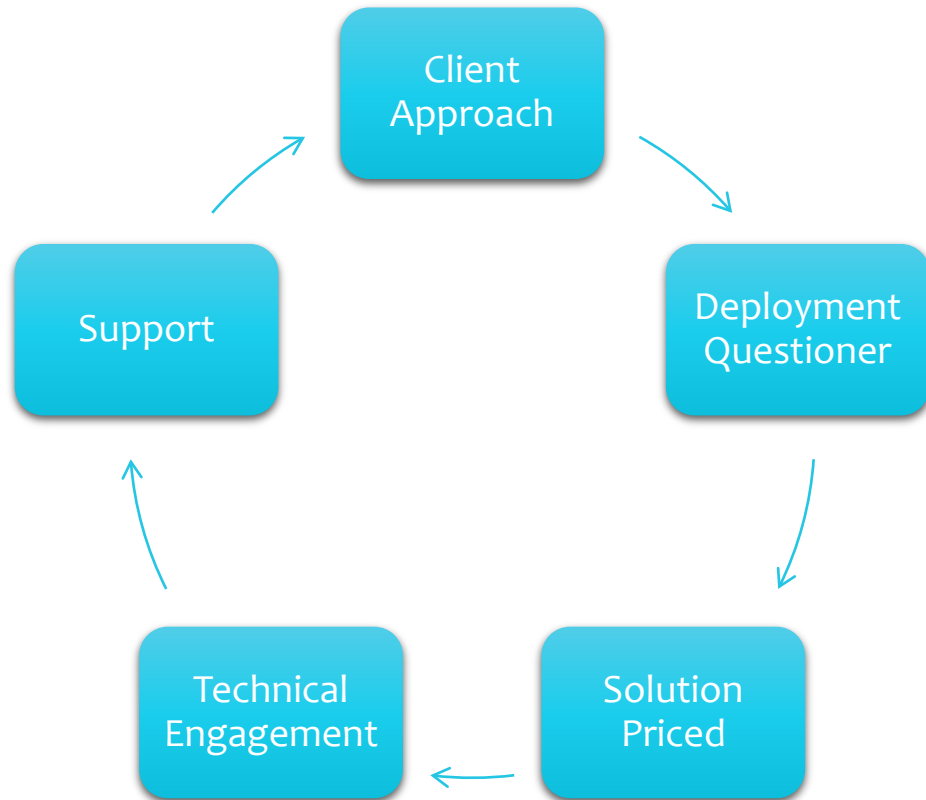 Client
Approach
Deployment
Questioner
Solution
Priced
Technical
Engagement
Support